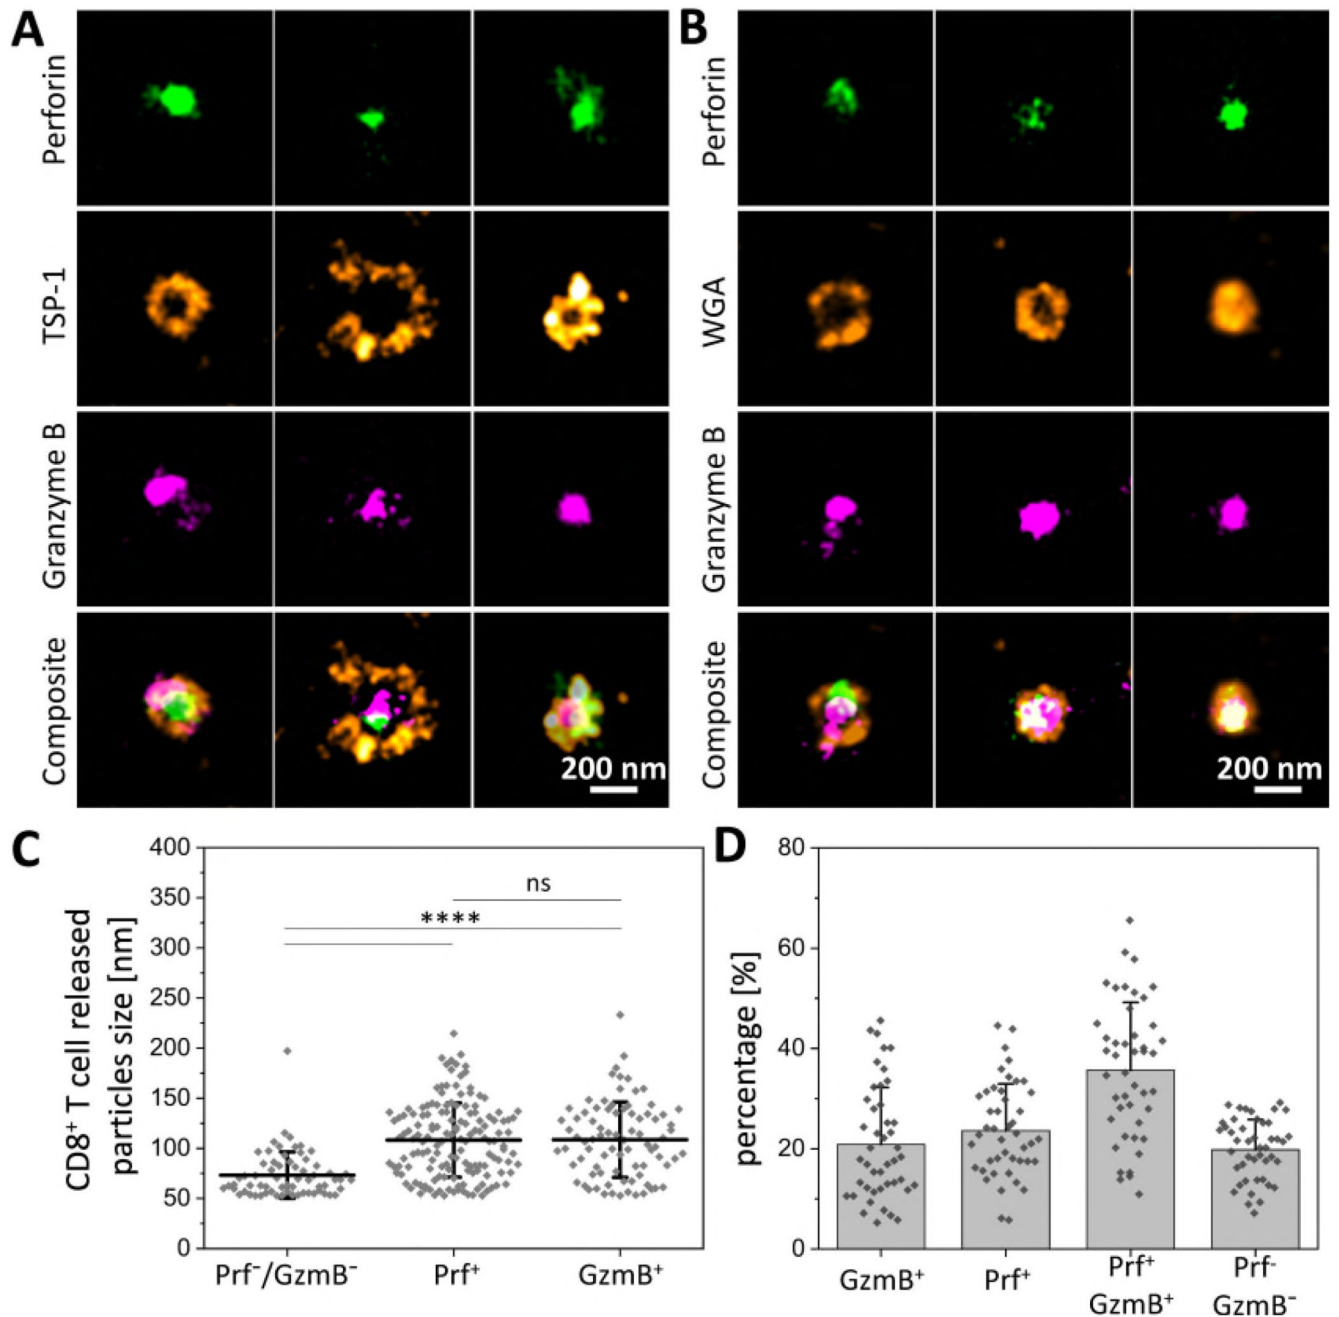 A
B
Perforin
Perforin
TSP-1
WGA
Granzyme B
Granzyme B
Composite
Composite
200 nm
200 nm
C
D
CD8⁺ T cell released
particles size [nm]
400
350
300
250
200
150
100
50
0
ns
****
Prf⁻/GzmB⁻
Prf⁺
GzmB⁺
percentage [%]
80
60
40
20
0
GzmB⁺
Prf⁺
Prf⁺
GzmB⁺
Prf⁻
GzmB⁻